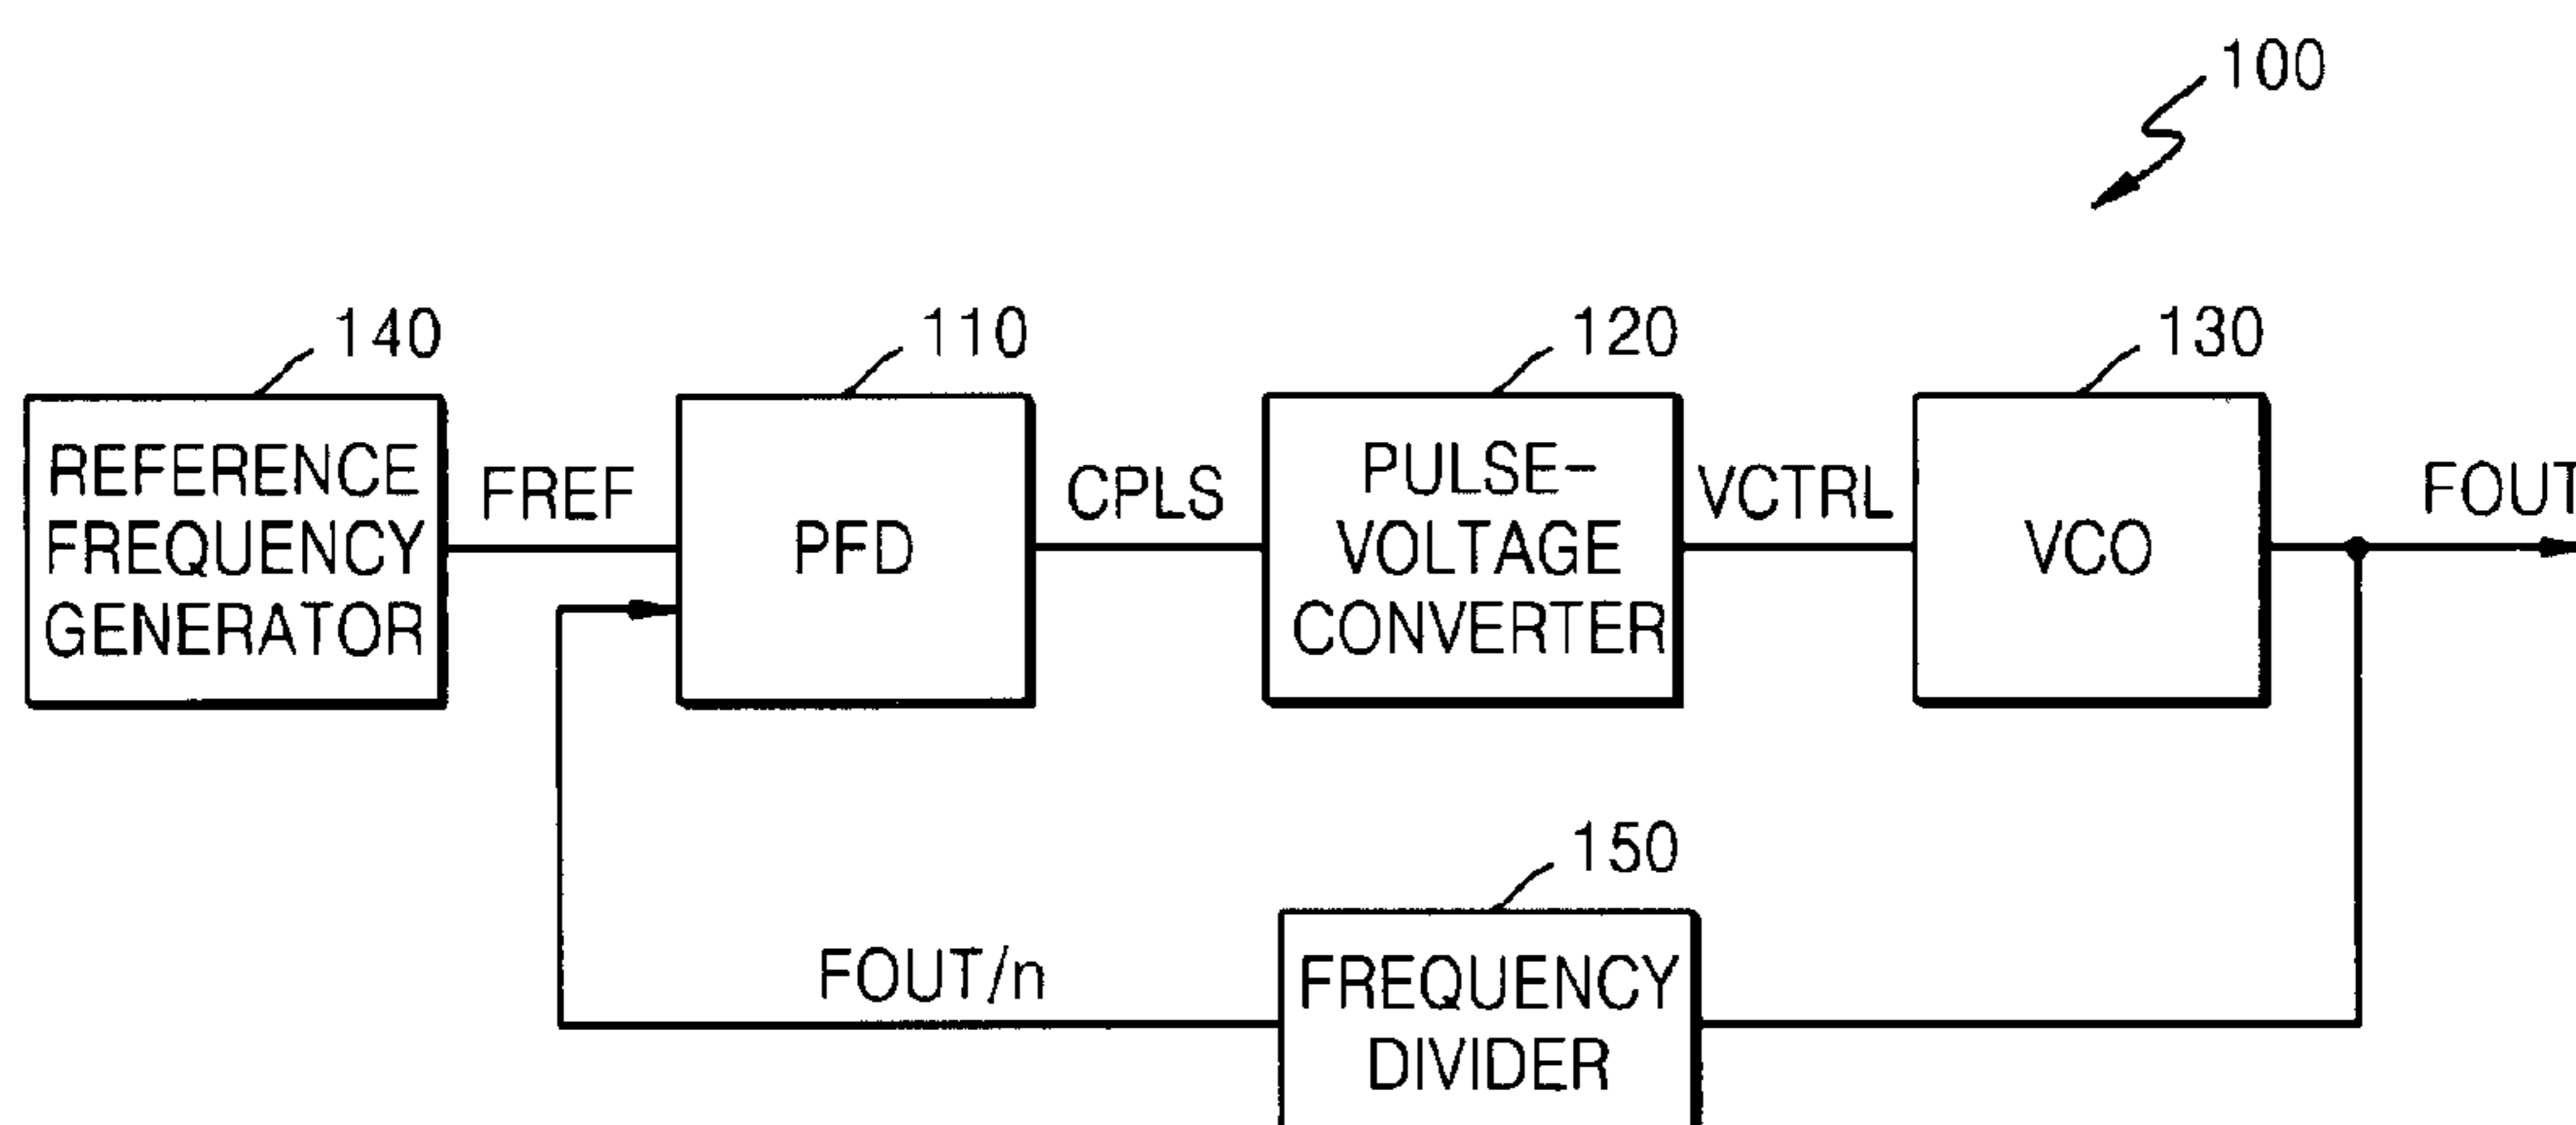 100
140
110
120
130
REFERENCE
FREQUENCY
GENERATOR
FREF
PFD
CPLS
PULSE-
VOLTAGE
CONVERTER
VCTRL
VCO
FOUT
150
FOUT/n
FREQUENCY
DIVIDER